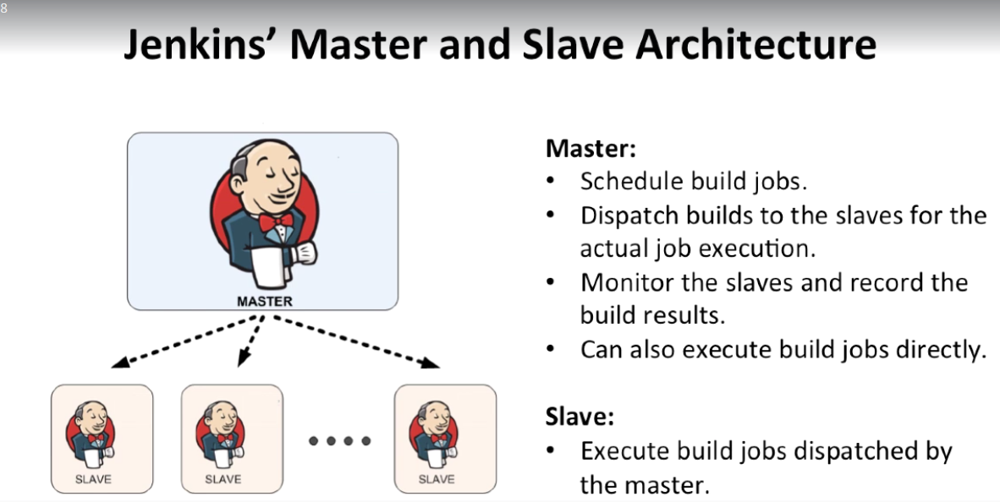 8
Jenkins’ Master and Slave Architecture
MASTER
SLAVE
SLAVE
SLAVE
Master:
• Schedule build jobs.
• Dispatch builds to the slaves for the
actual job execution.
• Monitor the slaves and record the
build results.
• Can also execute build jobs directly.
Slave:
• Execute build jobs dispatched by
the master.